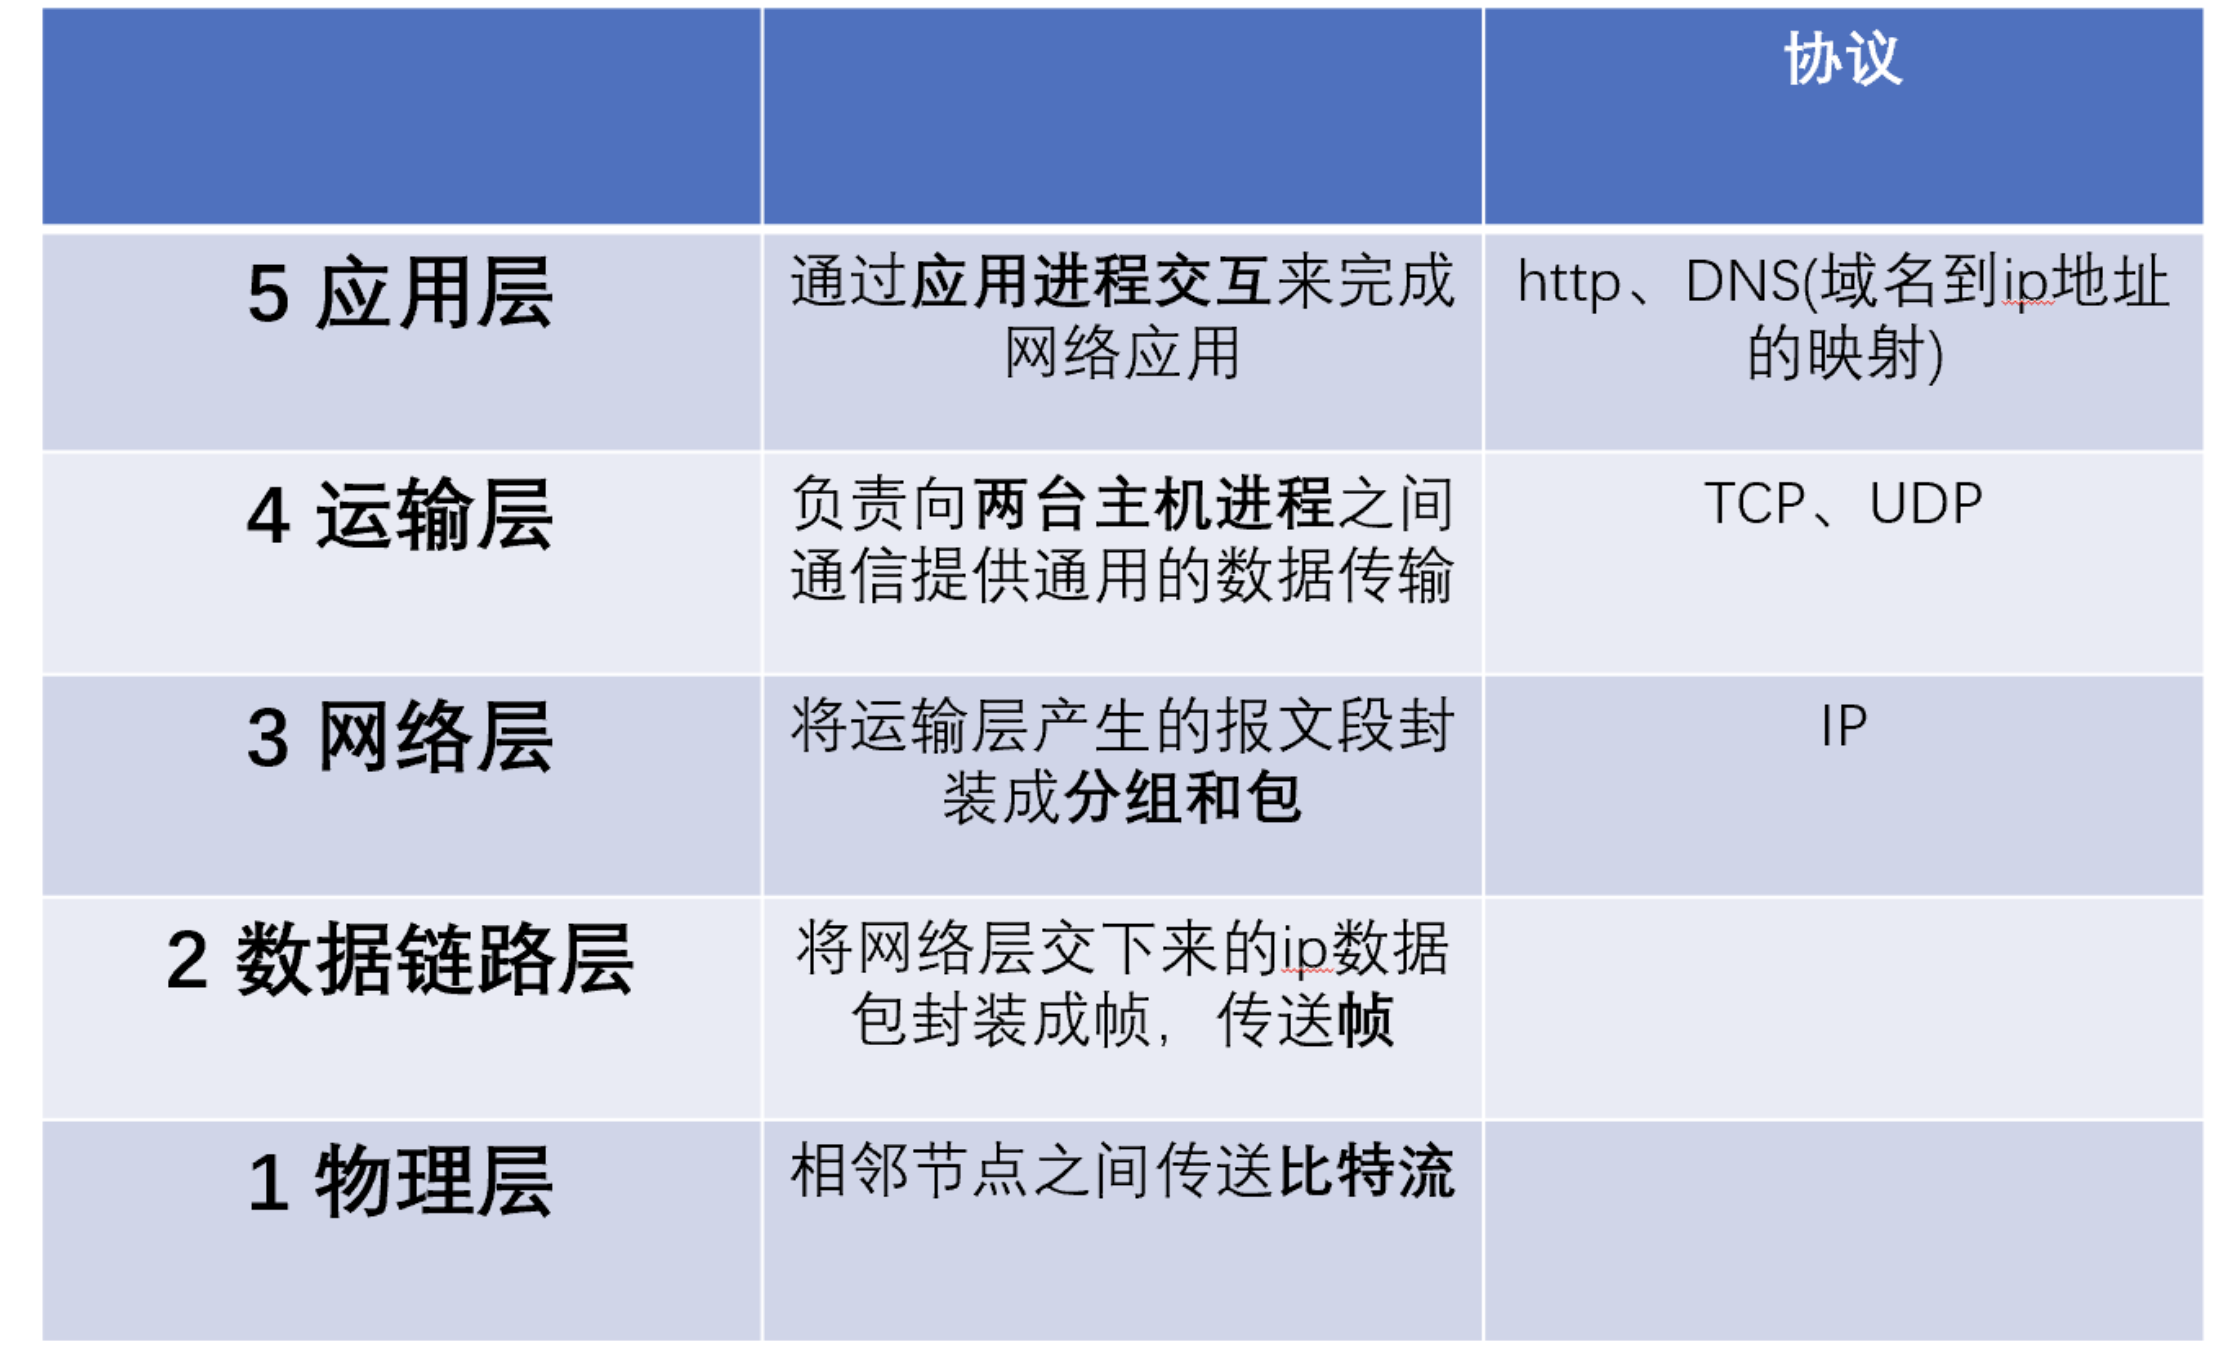 协议
5 应用层
通过应用进程交互来完成
网络应用
http、DNS(域名到ip地址
的映射)
4 运输层
负责向两台主机进程之间
通信提供通用的数据传输
TCP、UDP
3 网络层
将运输层产生的报文段封
装成分组和包
IP
2 数据链路层
将网络层交下来的ip数据
包封装成帧，传送帧
1 物理层
相邻节点之间传送比特流